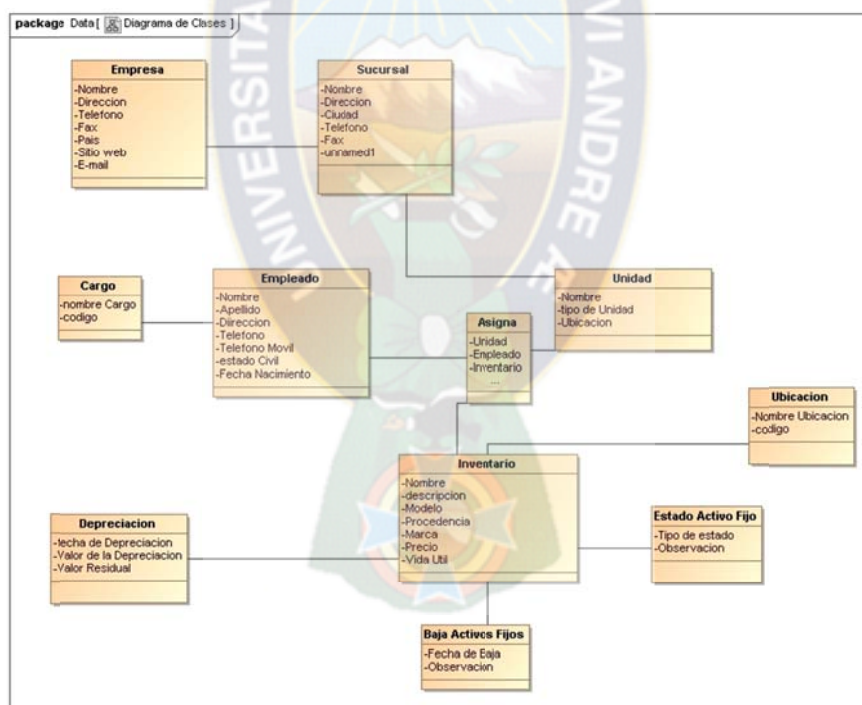 package Data [ Diagrama de Clases ]
Empresa
-Nombre
-Direccion
-Telefono
-Fax
-Pais
-Sitio web
-E-mail
Sucursal
-Nombre
-Direccion
-Ciudad
-Telefono
-Fax
-unnamed1
Cargo
-nombre Cargo
-codigo
Empleado
-Nombre
-Apellido
-Direccion
-Telefono
-Telefono Movil
-estado Civil
-Fecha Nacimiento
Asigna
-Unidad
-Empleado
-Inventario
...
Unidad
-Nombre
-tipo de Unidad
-Ubicacion
Ubicacion
-Nombre Ubicacion
-codigo
Inventario
-Nombre
-descripcion
-Modelo
-Procedencia
-Marca
-Precio
-Vida Util
Depreciacion
-fecha de Depreciacion
-Valor de la Depreciacion
-Valor Residual
Estado Activo Fijo
-Tipo de estado
-Observacion
Baja Activos Fijos
-Fecha de Baja
-Observacion
UNIVERSITA
VI ANDRE Æ